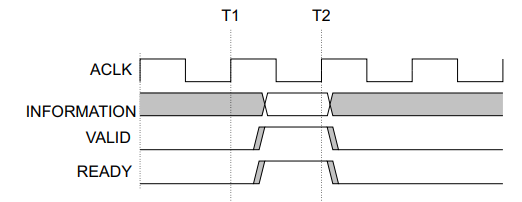 T1 T2
ACLK
INFORMATION
VALID
READY